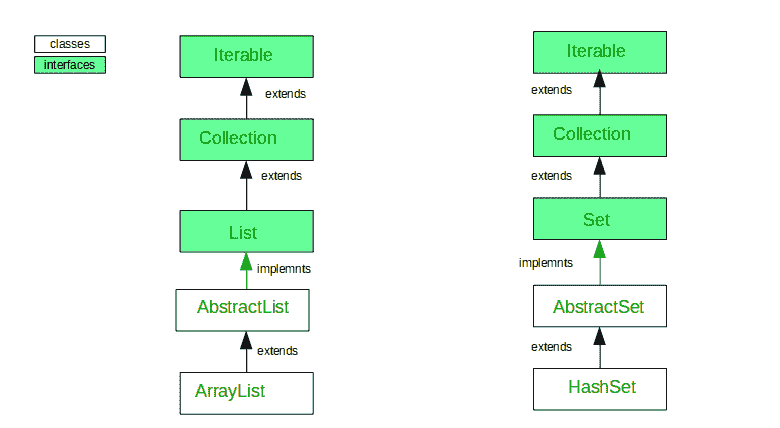 classes
interfaces
Iterable
extends
Collection
extends
List
implemnts
AbstractList
extends
ArrayList
Iterable
extends
Collection
extends
Set
implemnts
AbstractSet
extends
HashSet